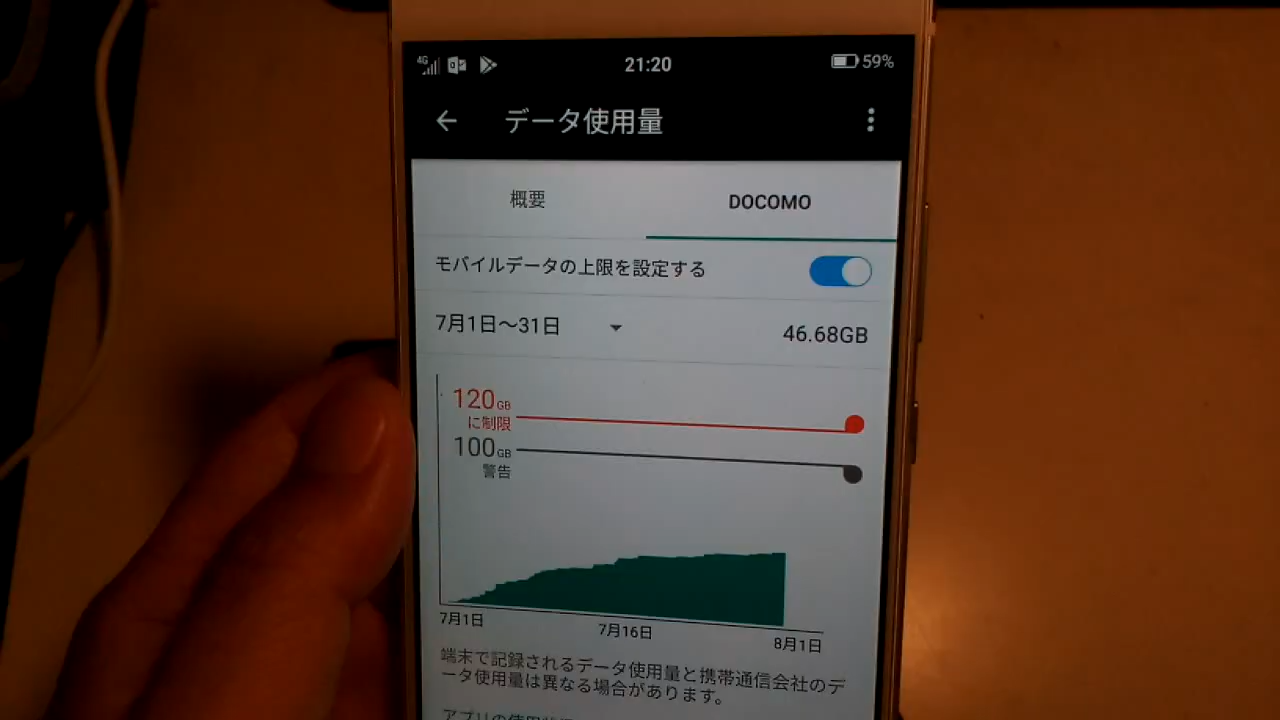 4G 21:20 59%
データ使用量
概要 DOCOMO
モバイルデータの上限を設定する
7月1日～31日 46.68GB
120GB
に制限
100GB
警告
7月1日 7月16日 8月1日
端末で記録されるデータ使用量と携帯通信会社のデ
ータ使用量は異なる場合があります。